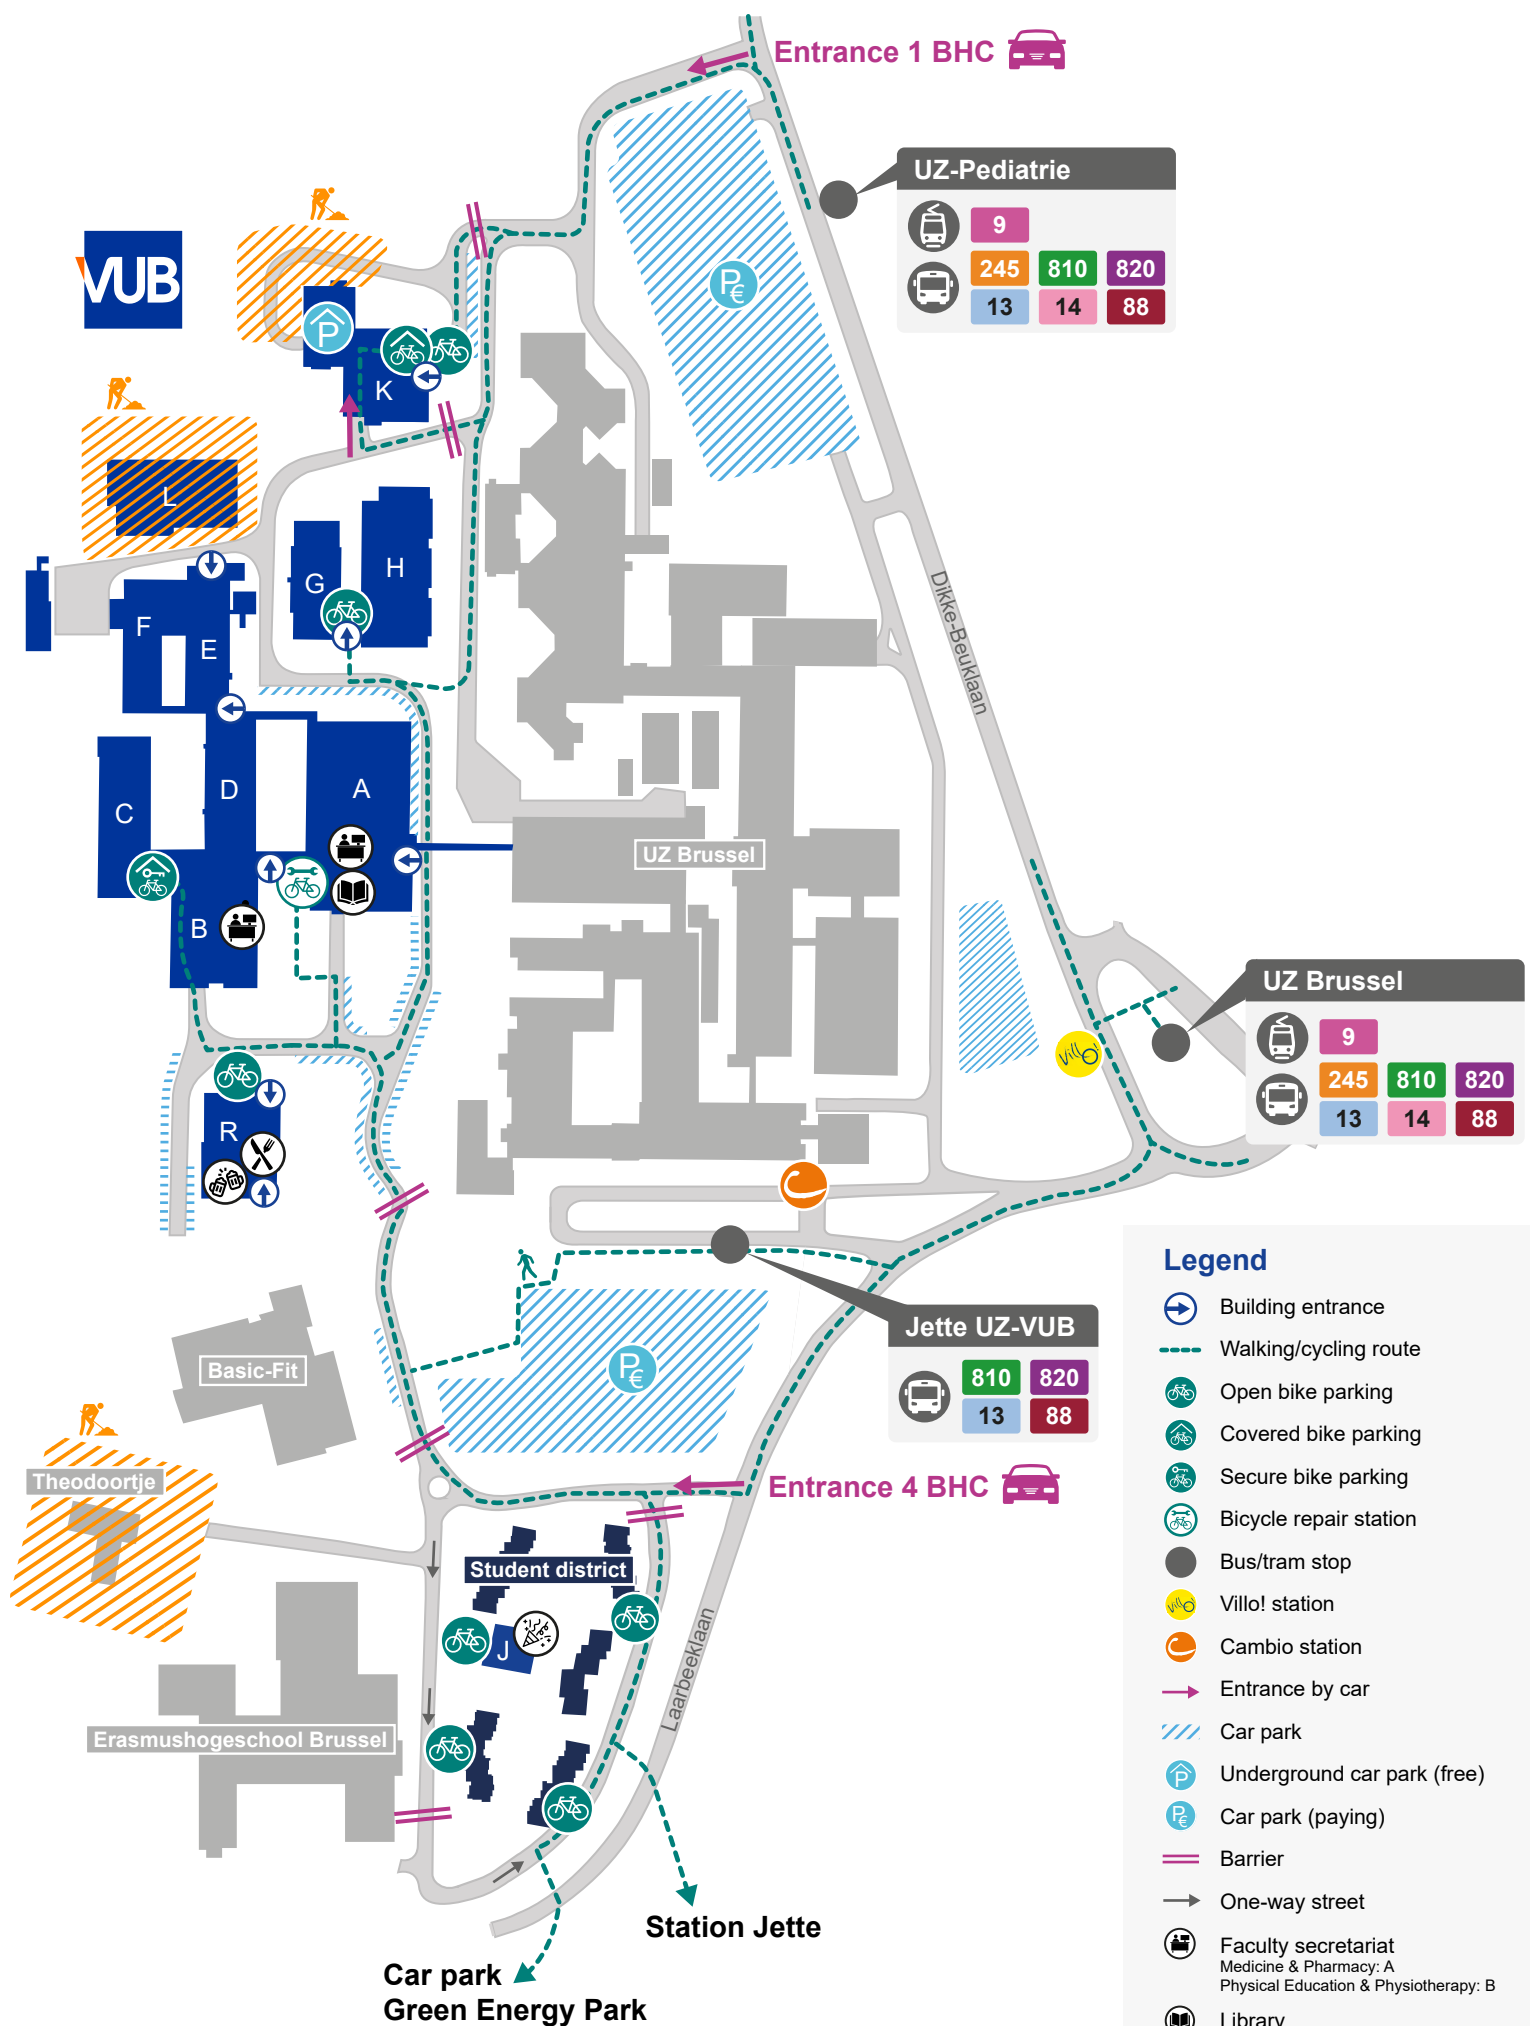 Entrance 1 BHC
UZ-Pediatrie
9
245 810 820
13 14 88
VUB
P
P€
K
L
G
H
F
E
Dikke-Beuklaan
C
D
A
UZ Brussel
B
UZ Brussel
9
245 810 820
13 14 88
Villo
R
Jette UZ-VUB
810 820
13 88
P€
Basic-Fit
Theodoortje
Entrance 4 BHC
Student district
J
Laarbeeklaan
Erasmushogeschool Brussel
Station Jette
Car park
Green Energy Park
Legend
Building entrance
Walking/cycling route
Open bike parking
Covered bike parking
Secure bike parking
Bicycle repair station
Bus/tram stop
Villo! station
Cambio station
Entrance by car
Car park
P Underground car park (free)
P€ Car park (paying)
Barrier
One-way street
Faculty secretariat
Medicine & Pharmacy: A
Physical Education & Physiotherapy: B
Library